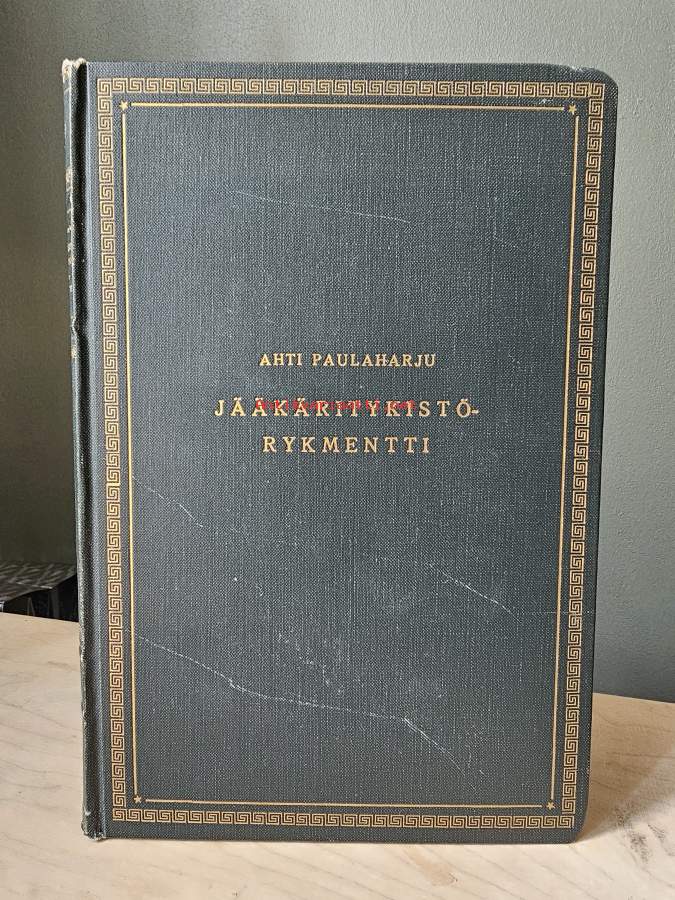 AHTI PAULAHARJU
JÄÄKÄRITYKISTÖ-
RYKMENTTI